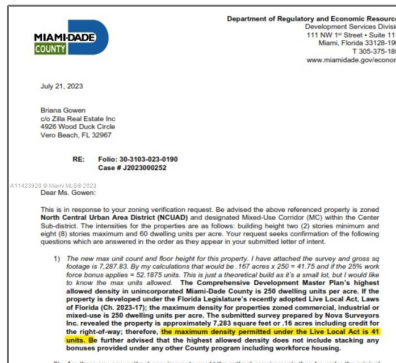 Department of Regulatory and Economic Resourc
Development Services Divisi
111 NW 1st Street • Suite 11
Miami, Florida 33128-19
T 305-375-18
www.miamidade.gov/econom
MIAMI-DADE
COUNTY
July 21, 2023
Briana Gowen
c/o Zilla Real Estate Inc
4926 Wood Duck Circle
Vero Beach, FL 32967
RE: Folio: 30-3103-023-0190
Case # J2023000252
A11423923 © Miami MLS® 2023
Dear Ms. Gowen:
This is in response to your zoning verification request. Be advised the above referenced property is zoned
North Central Urban Area District (NCUAD) and designated Mixed-Use Corridor (MC) within the Center
Sub-district. The intensities for the properties are as follows: building height two (2) stories minimum and
eight (8) stories maximum and 60 dwelling units per acre. Your request seeks confirmation of the following
questions which are answered in the order as they appear in your submitted letter of intent.
1) The new max unit count and floor height for this property. I have attached the survey and gross sq
footage is 7,287.83. By my calculations that would be .167 acres x 250 = 41.75 and if the 25% work
force bonus applies = 52.1875 units. This is a theoretical build as it's a small lot, but I would like
to know the max units allowed. The Comprehensive Development Master Plan's highest
allowed density in unincorporated Miami-Dade County is 250 dwelling units per acre. If the
property is developed under the Florida Legislature's recently adopted Live Local Act, Laws
of Florida (Ch. 2023-17); the maximum density for properties zoned commercial, industrial or
mixed-use is 250 dwelling units per acre. The submitted survey prepared by Nova Surveyors
Inc. revealed the property is approximately 7,283 square feet or .16 acres including credit for
the right-of-way; therefore, the maximum density permitted under the Live Local Act is 41
units. Be further advised that the highest allowed density does not include stacking any
bonuses provided under any other County program including workforce housing.